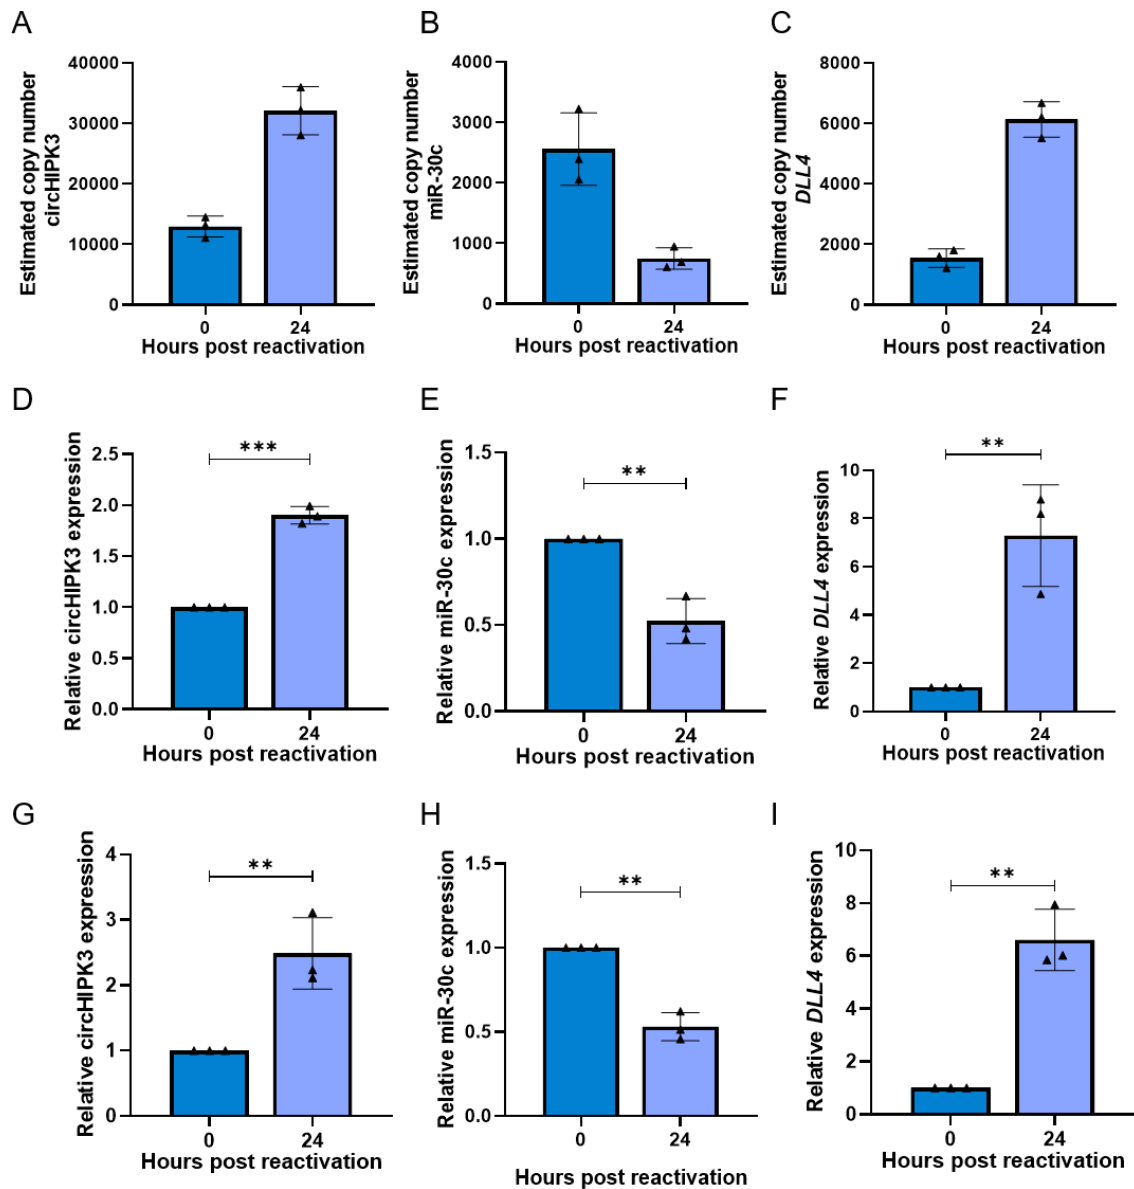 A
B
C
Estimated copy number
circHIPK3
40000
30000
20000
10000
0
0
24
Hours post reactivation
Estimated copy number
miR-30c
4000
3000
2000
1000
0
0
24
Hours post reactivation
Estimated copy number
DLL4
8000
6000
4000
2000
0
0
24
Hours post reactivation
D
E
F
Relative circHIPK3 expression
2.5
2.0
1.5
1.0
0.5
0.0
***
0
24
Hours post reactivation
Relative miR-30c expression
1.5
1.0
0.5
0.0
**
0
24
Hours post reactivation
Relative DLL4 expression
10
8
6
4
2
0
**
0
24
Hours post reactivation
G
H
I
Relative circHIPK3 expression
4
3
2
1
0
**
0
24
Hours post reactivation
Relative miR-30c expression
1.5
1.0
0.5
0.0
**
0
24
Hours post reactivation
Relative DLL4 expression
10
8
6
4
2
0
**
0
24
Hours post reactivation